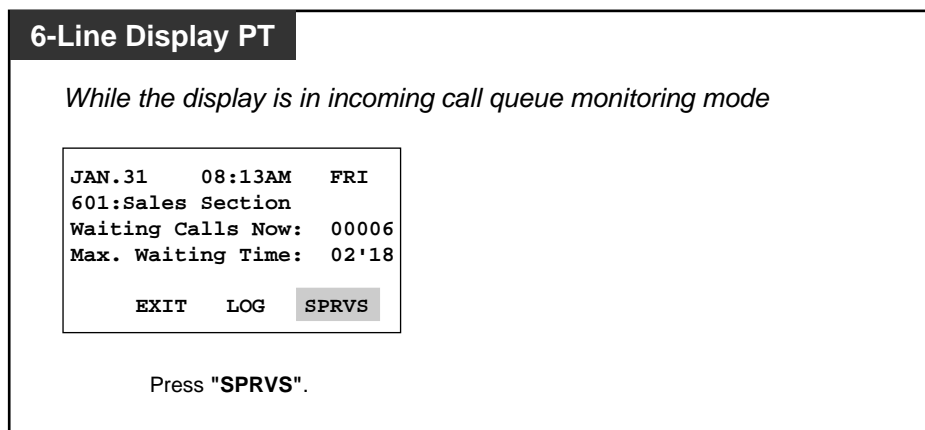 6-Line Display PT
While the display is in incoming call queue monitoring mode
JAN.31 08:13AM FRI
601:Sales Section
Waiting Calls Now: 00006
Max. Waiting Time: 02'18
EXIT LOG SPRVS
Press "SPRVS".